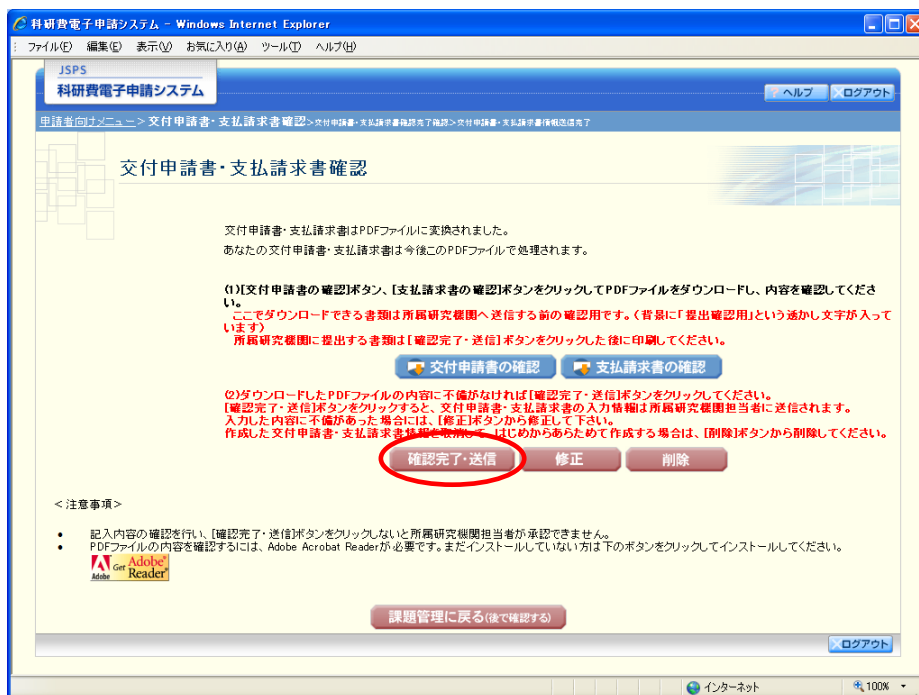 科研費電子申請システム - Windows Internet Explorer
ファイル(F) 編集(E) 表示(V) お気に入り(A) ツール(T) ヘルプ(H)
JSPS
科研費電子申請システム
? ヘルプ ログアウト
申請者向けメニュー>交付申請書・支払請求書確認>交付申請書・支払請求書確認完了確認>交付申請書・支払請求書情報送信完了
交付申請書・支払請求書確認
交付申請書・支払請求書はPDFファイルに変換されました。
あなたの交付申請書・支払請求書は今後このPDFファイルで処理されます。
(1)[交付申請書の確認]ボタン、[支払請求書の確認]ボタンをクリックしてPDFファイルをダウンロードし、内容を確認してくださ
い。
ここでダウンロードできる書類は所属研究機関へ送信する前の確認用です。(背景に「提出確認用」という透かし文字が入って
います)
所属研究機関に提出する書類は[確認完了・送信]ボタンをクリックした後に印刷してください。
交付申請書の確認 支払請求書の確認
(2)ダウンロードしたPDFファイルの内容に不備がなければ[確認完了・送信]ボタンをクリックしてください。
[確認完了・送信]ボタンをクリックすると、交付申請書・支払請求書の入力情報は所属研究機関担当者に送信されます。
入力した内容に不備があった場合には、[修正]ボタンから修正して下さい。
作成した交付申請書・支払請求書情報を取消して、はじめからあらためて作成する場合は、[削除]ボタンから削除してください。
確認完了・送信 修正 削除
<注意事項>
• 記入内容の確認を行い、[確認完了・送信]ボタンをクリックしないと所属研究機関担当者が承認できません。
• PDFファイルの内容を確認するには、Adobe Acrobat Readerが必要です。まだインストールしていない方は下のボタンをクリックしてインストールしてください。
Adobe Get Adobe Reader
課題管理に戻る(後で確認する)
ログアウト
インターネット 100%